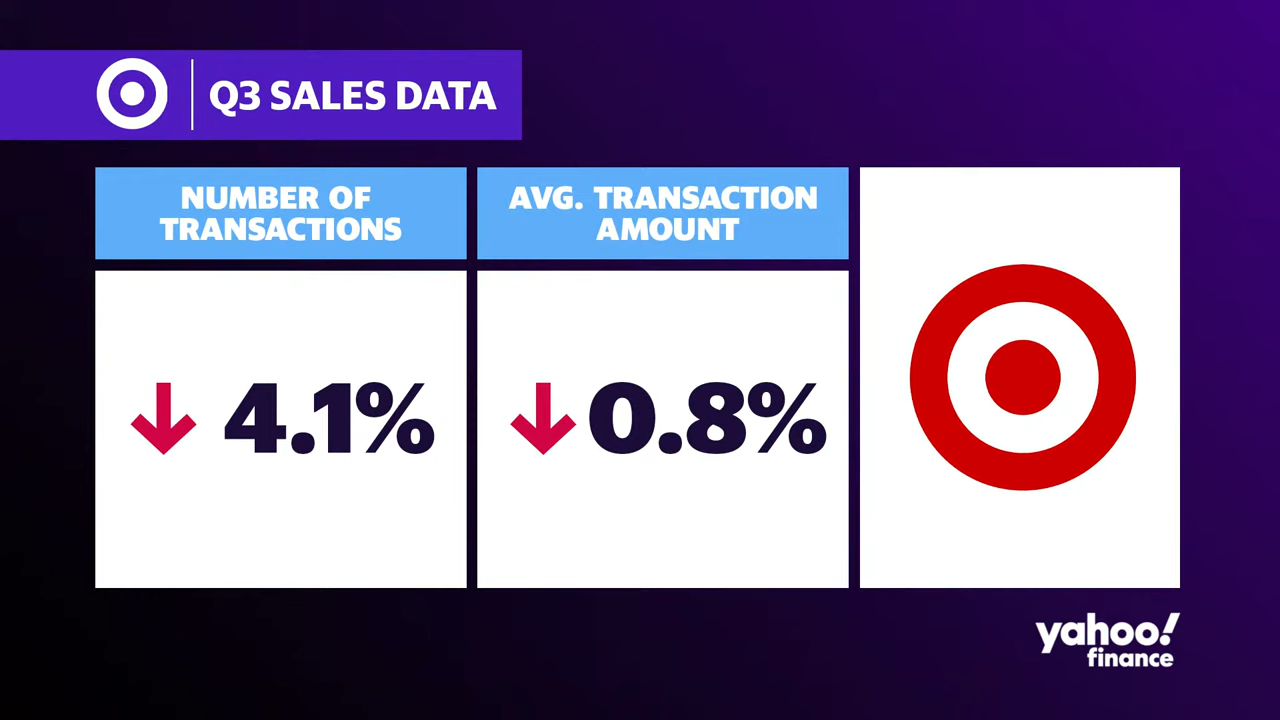 Q3 SALES DATA
NUMBER OF
TRANSACTIONS
AVG. TRANSACTION
AMOUNT
4.1%
0.8%
yahoo!
finance